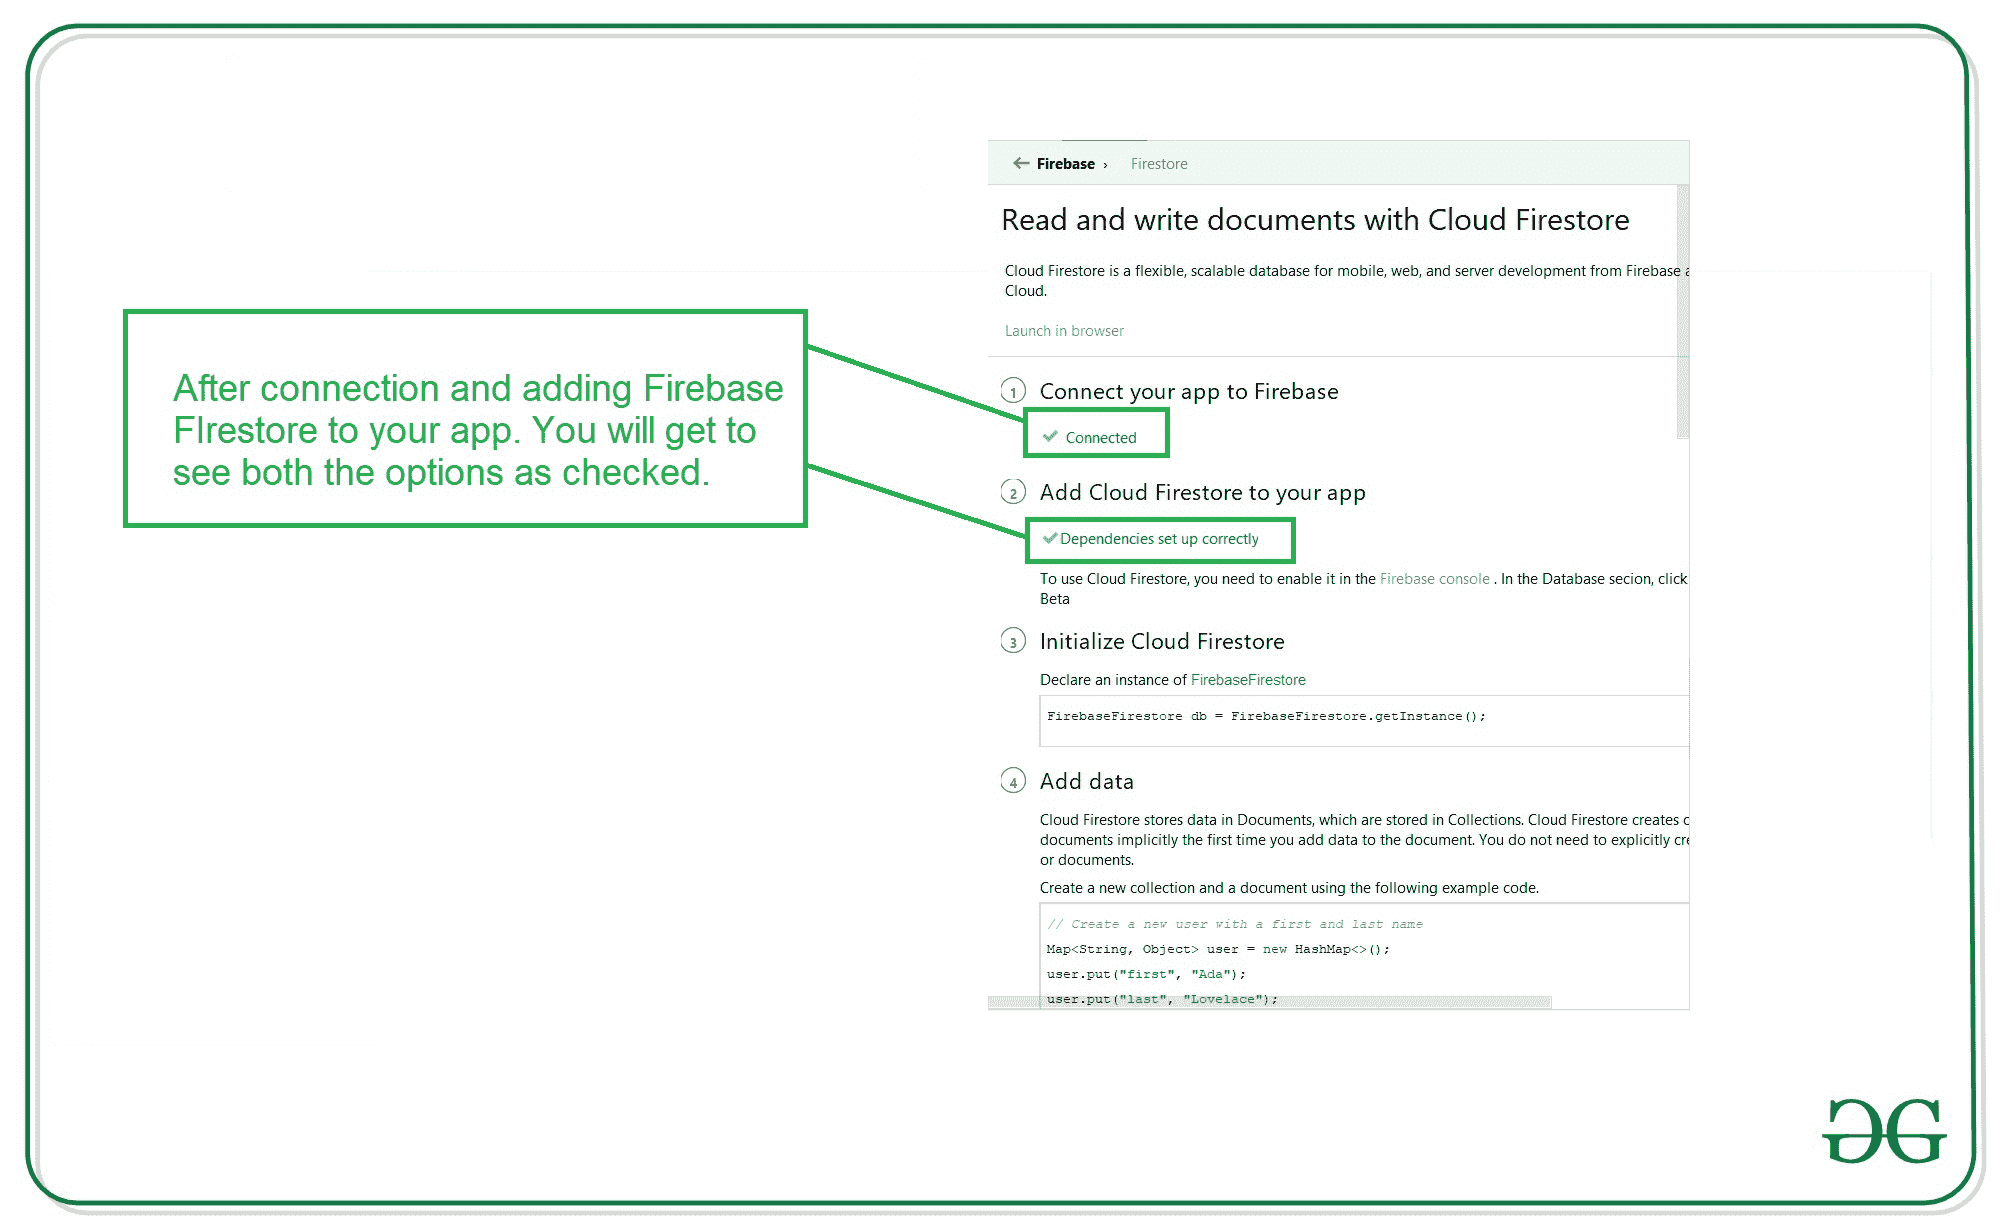 ← Firebase › Firestore
Read and write documents with Cloud Firestore
Cloud Firestore is a flexible, scalable database for mobile, web, and server development from Firebase
Cloud.
Launch in browser
After connection and adding Firebase
FIrestore to your app. You will get to
see both the options as checked.
1 Connect your app to Firebase
✓ Connected
2 Add Cloud Firestore to your app
✓ Dependencies set up correctly
To use Cloud Firestore, you need to enable it in the Firebase console . In the Database secion, click
Beta
3 Initialize Cloud Firestore
Declare an instance of FirebaseFirestore
FirebaseFirestore db = FirebaseFirestore.getInstance();
4 Add data
Cloud Firestore stores data in Documents, which are stored in Collections. Cloud Firestore creates
documents implicitly the first time you add data to the document. You do not need to explicitly
or documents.
Create a new collection and a document using the following example code.
// Create a new user with a first and last name
Map<String, Object> user = new HashMap<>();
user.put("first", "Ada");
user.put("last", "Lovelace");